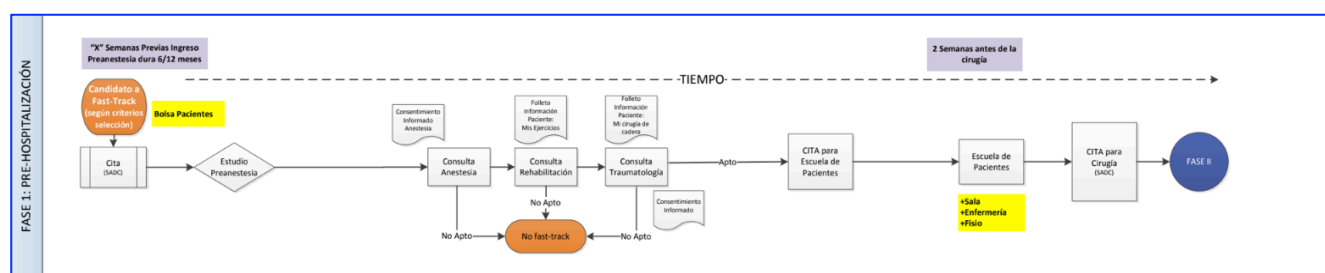 FASE 1: PRE-HOSPITALIZACIÓN
"X" Semanas Previas Ingreso
Preanestesia dura 6/12 meses
2 Semanas antes de la
cirugía
TIEMPO
Candidato a
Fast-Track
(según criterios
selección)
Bolsa Pacientes
Cita
(SADC)
Estudio
Preanestesia
Consentimiento
Informado
Anestesia
Consulta
Anestesia
Folleto
Información
Paciente:
Mis Ejercicios
Consulta
Rehabilitación
Folleto
Información
Paciente:
Mi cirugía de
cadera
Consulta
Traumatología
Apto
CITA para
Escuela de
Pacientes
Escuela de
Pacientes
CITA para
Cirugía
(SADC)
FASE II
No Apto
No Apto
No Apto
No fast-track
Consentimiento
Informado
+Sala
+Enfermería
+Fisio